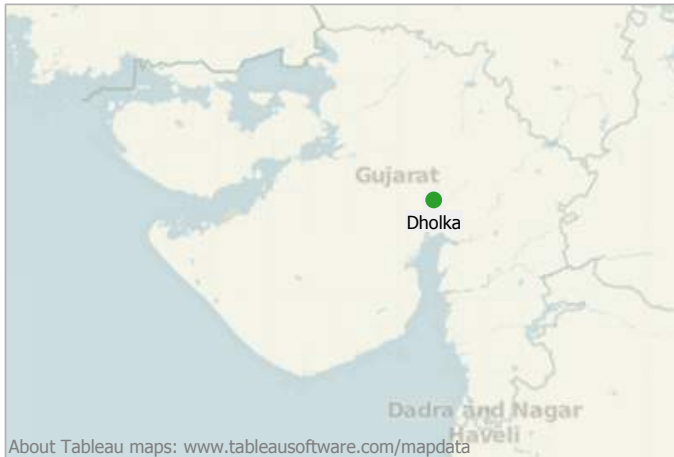 Gujarat
Dholka
Dadra and Nagar
Haveli
About Tableau maps: www.tableausoftware.com/mapdata